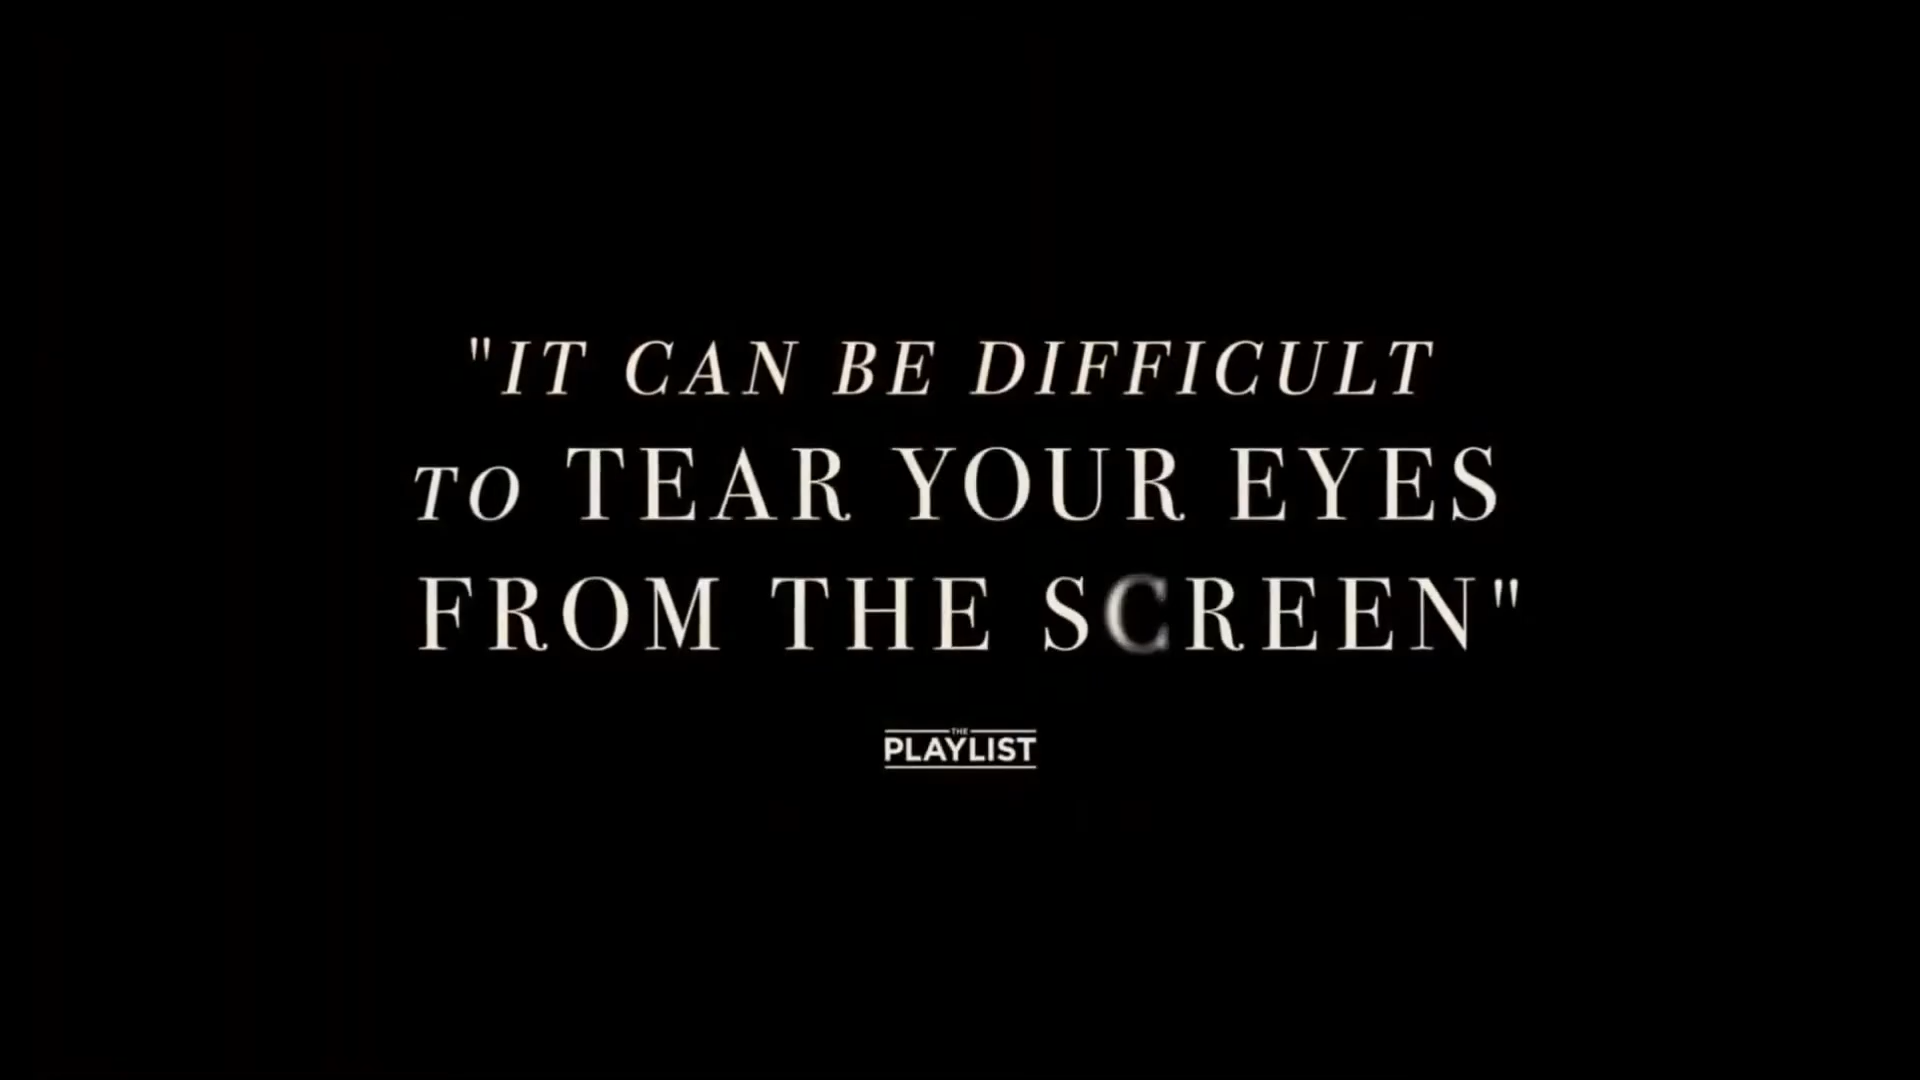 "IT CAN BE DIFFICULT
TO TEAR YOUR EYES
FROM THE SCREEN"
THE
PLAYLIST